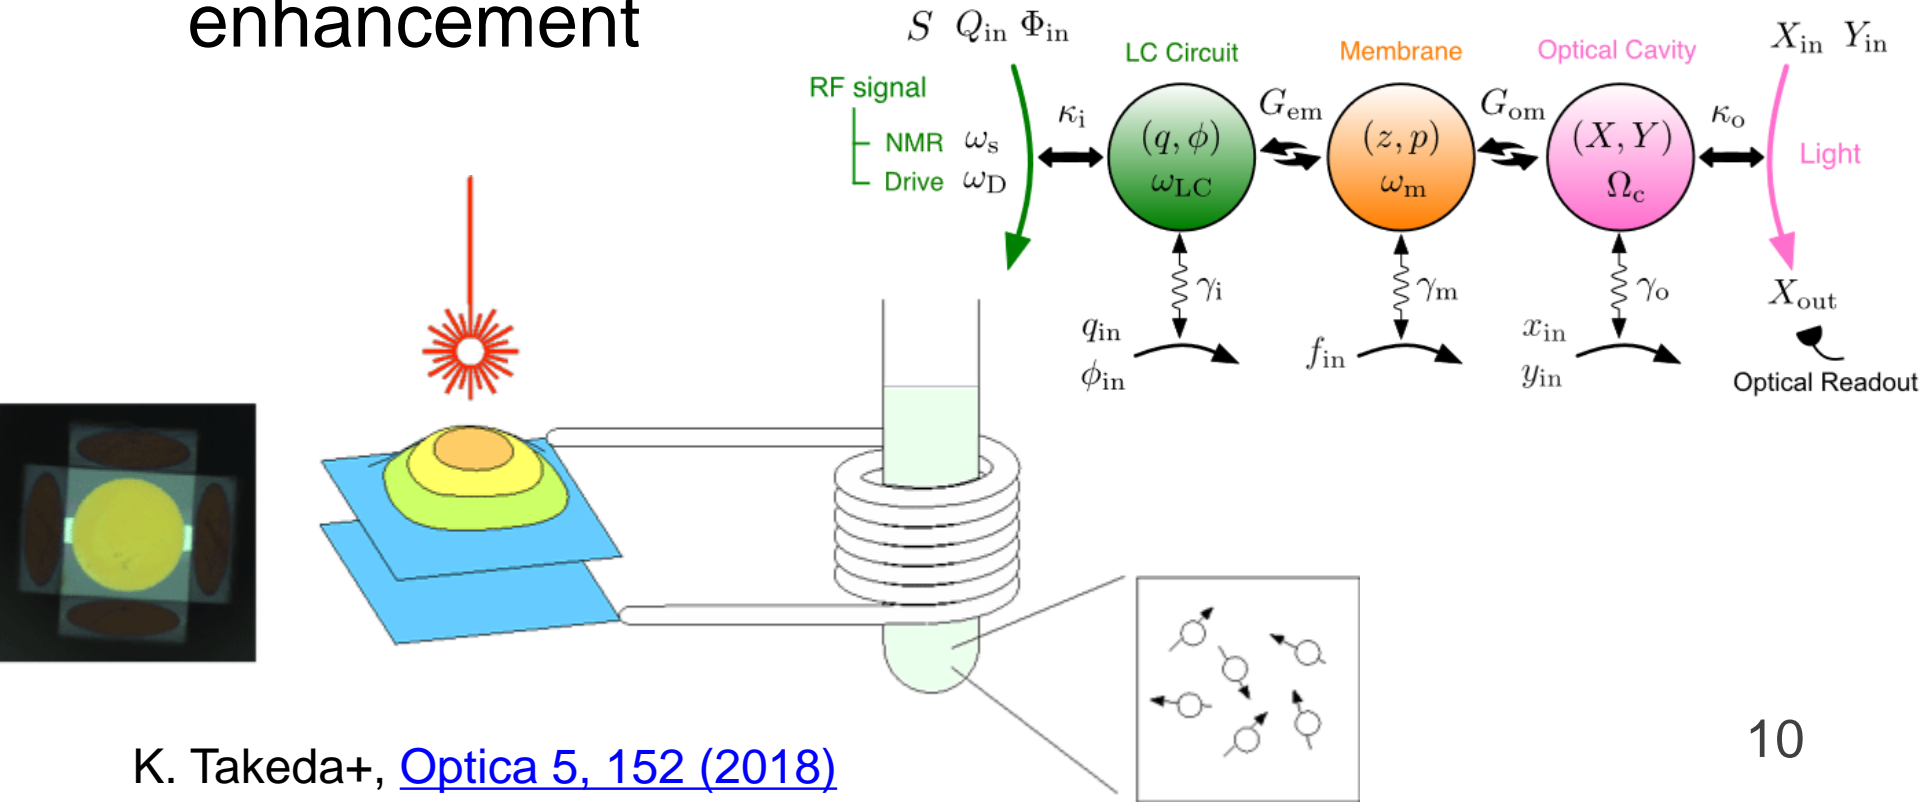 enhancement
S Q_in Φ_in
LC Circuit
Membrane
Optical Cavity
X_in Y_in
RF signal
NMR ω_s
Drive ω_D
κ_i
(q, ϕ)
ω_LC
G_em
(z, p)
ω_m
G_om
(X, Y)
Ω_c
κ_o
Light
γ_i
γ_m
γ_o
X_out
q_in
ϕ_in
f_in
x_in
y_in
Optical Readout
K. Takeda+, Optica 5, 152 (2018)
10